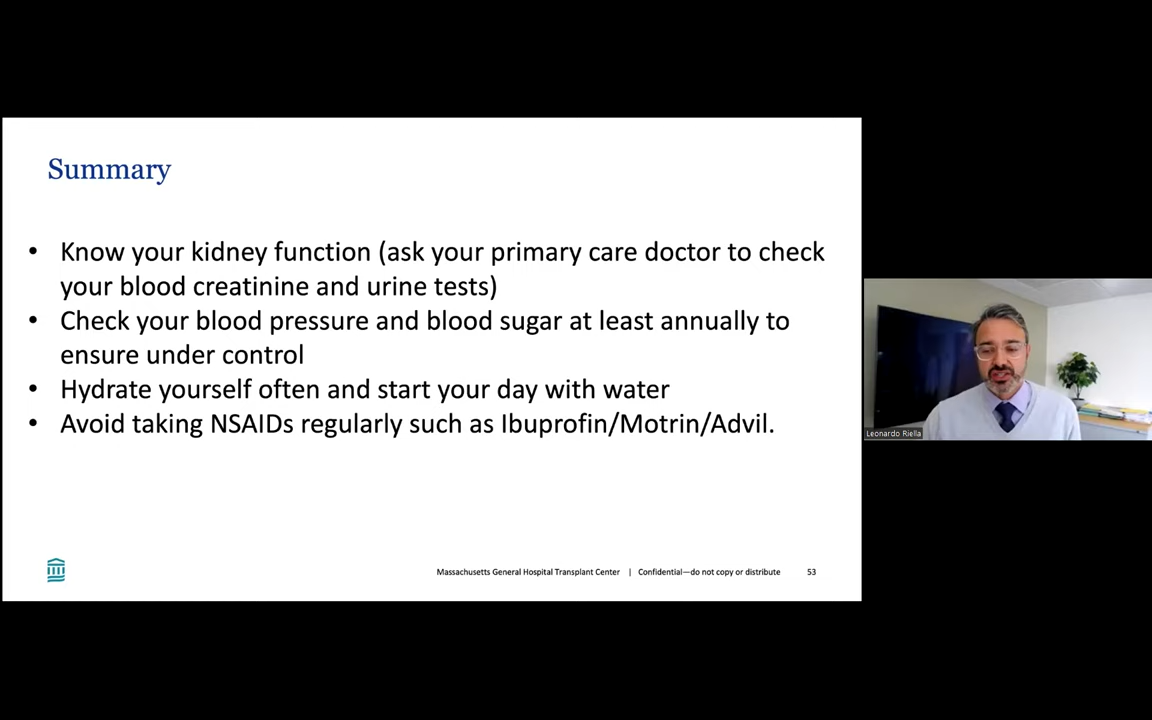 Summary
• Know your kidney function (ask your primary care doctor to check
your blood creatinine and urine tests)
• Check your blood pressure and blood sugar at least annually to
ensure under control
• Hydrate yourself often and start your day with water
• Avoid taking NSAIDs regularly such as Ibuprofin/Motrin/Advil.
Leonardo Riella
Massachusetts General Hospital Transplant Center | Confidential—do not copy or distribute 53